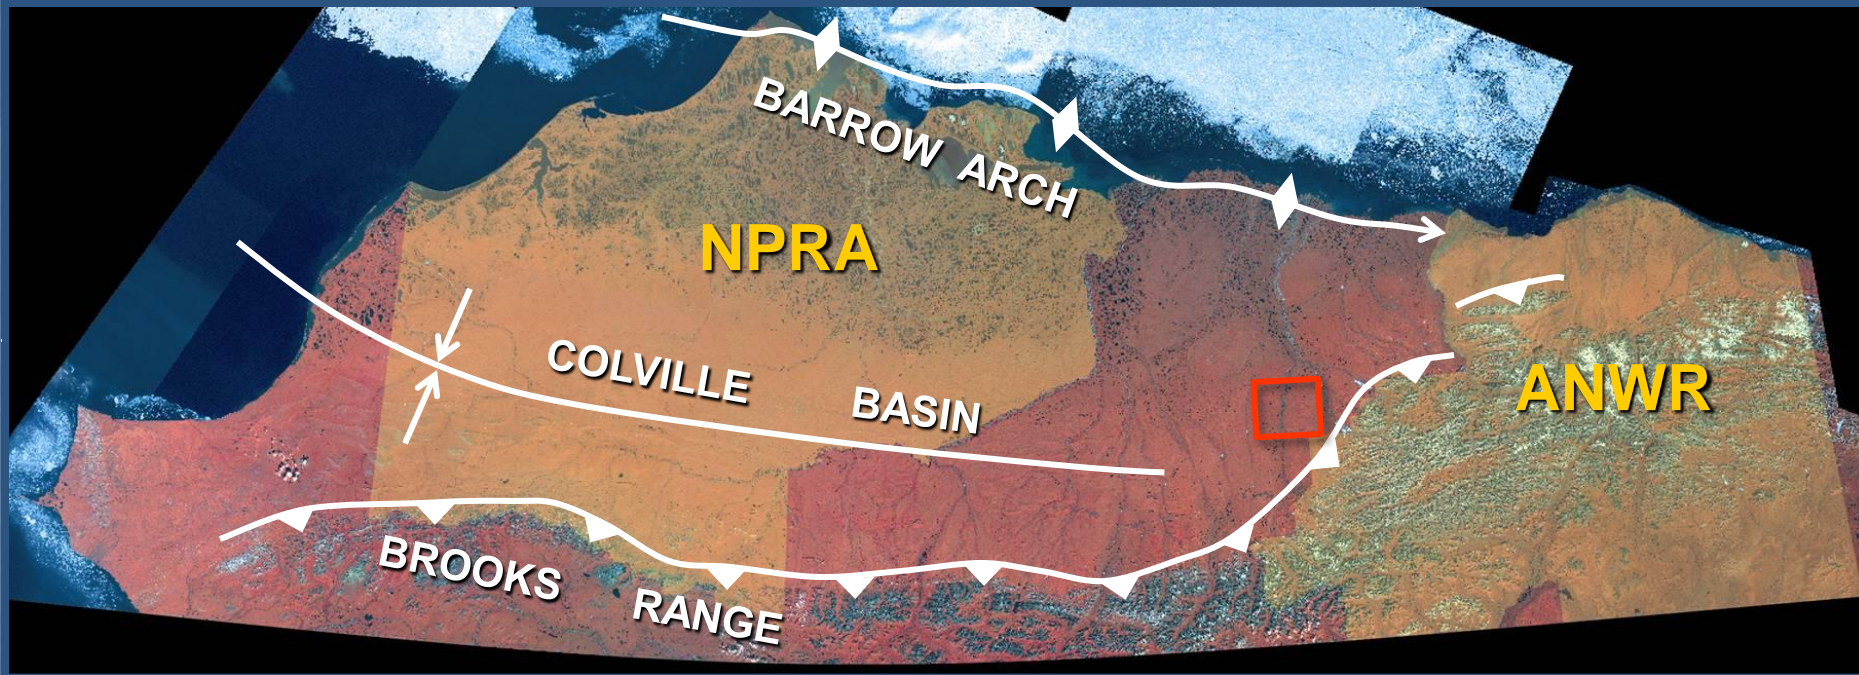 BARROW ARCH
NPRA
COLVILLE BASIN
ANWR
BROOKS RANGE